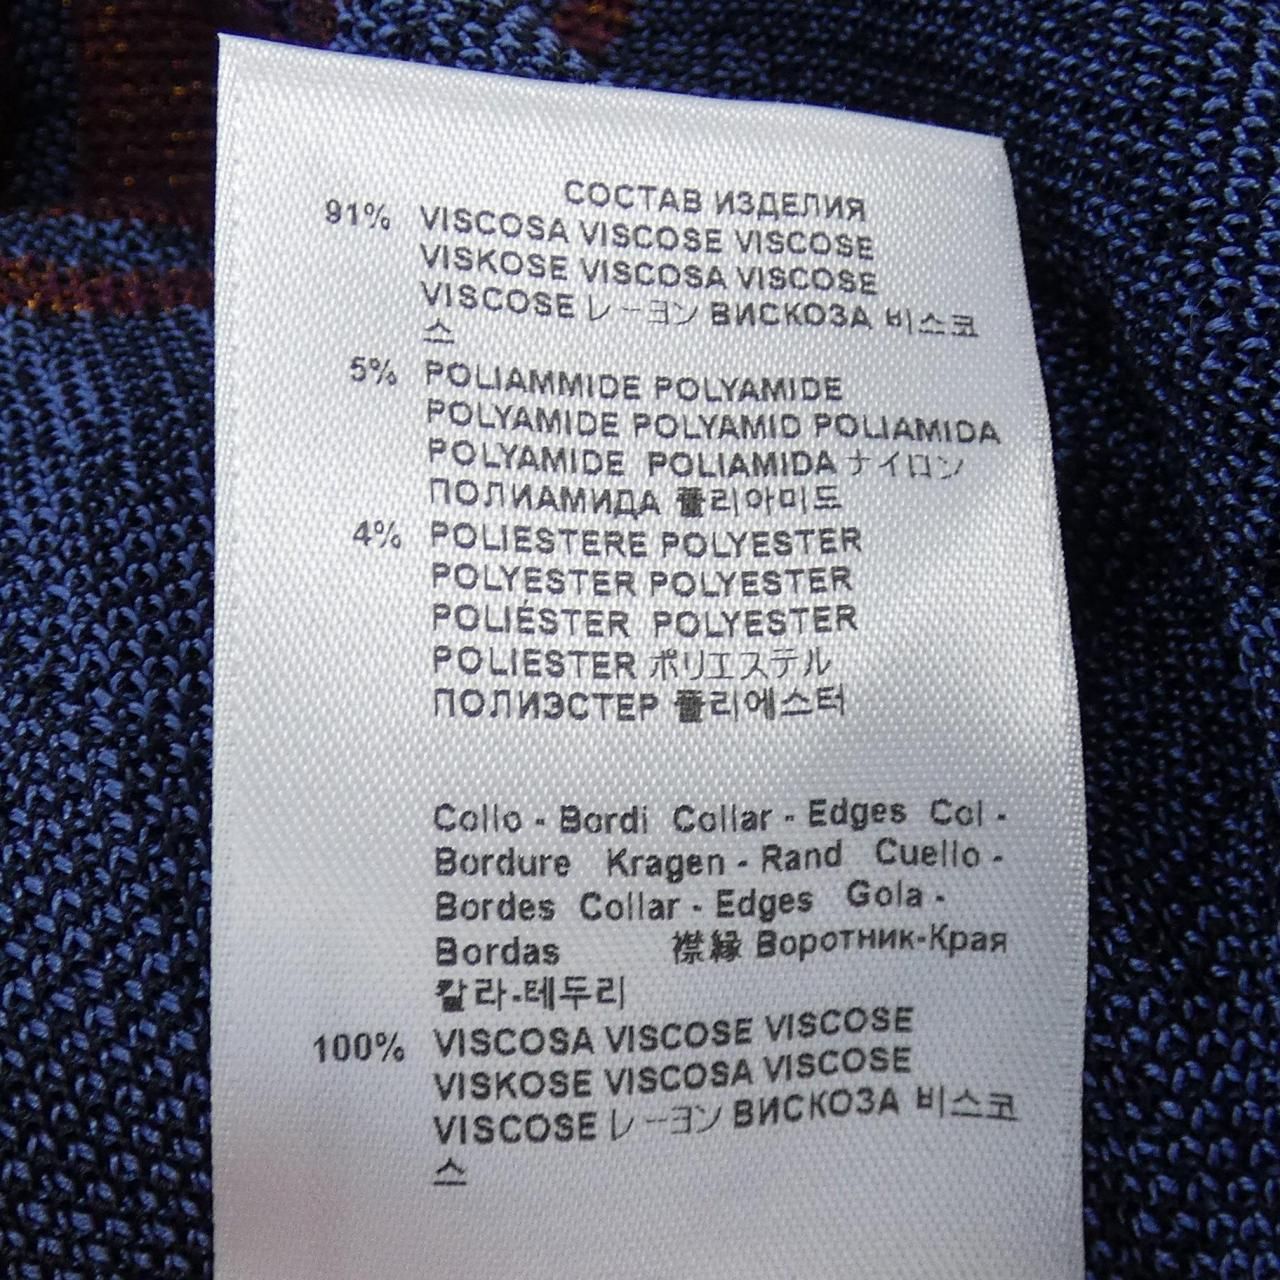 СОСТАВ ИЗДЕЛИЯ
91% VISCOSA VISCOSE VISCOSE
VISKOSE VISCOSA VISCOSE
VISCOSE レーヨン ВИСКОЗА 비스코
스
5% POLIAMMIDE POLYAMIDE
POLYAMIDE POLYAMID POLIAMIDA
POLYAMIDE POLIAMIDA ナイロン
ПОЛИАМИДА 폴리아미드
4% POLIESTERE POLYESTER
POLYESTER POLYESTER
POLIÉSTER POLYESTER
POLIESTER ポリエステル
ПОЛИЭСТЕР 폴리에스터
Collo - Bordi Collar - Edges Col -
Bordure Kragen - Rand Cuello -
Bordes Collar - Edges Gola -
Bordas 襟縁 Воротник-Края
칼라-테두리
100% VISCOSA VISCOSE VISCOSE
VISKOSE VISCOSA VISCOSE
VISCOSE レーヨン ВИСКОЗА 비스코
스